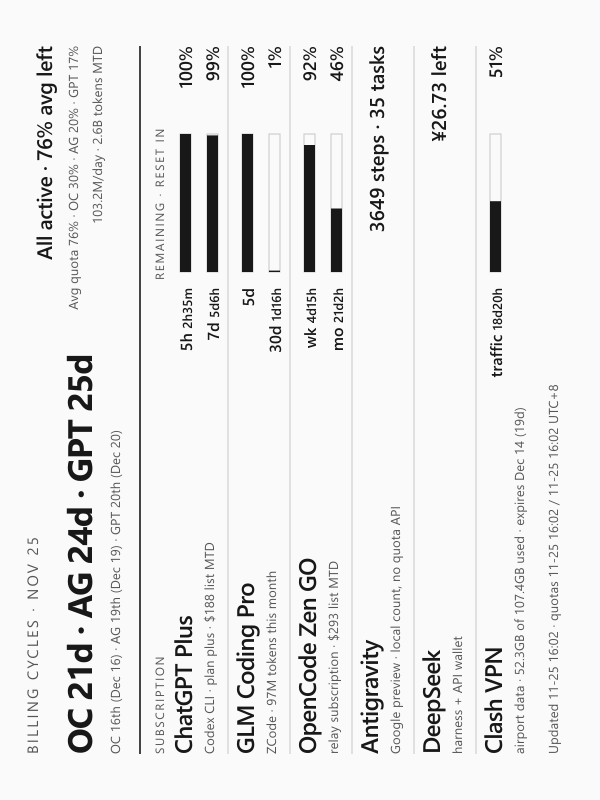 BILLING CYCLES · NOV 25
All active · 76% avg left
OC 21d · AG 24d · GPT 25d
Avg quota 76% · OC 30% · AG 20% · GPT 17%
103.2M/day · 2.6B tokens MTD
OC 16th (Dec 16) · AG 19th (Dec 19) · GPT 20th (Dec 20)
SUBSCRIPTION
REMAINING · RESET IN
ChatGPT Plus
5h 2h35m
100%
Codex CLI · plan plus · $188 list MTD
7d 5d6h
99%
GLM Coding Pro
5d
100%
ZCode · 97M tokens this month
30d 1d16h
1%
OpenCode Zen GO
wk 4d15h
92%
relay subscription · $293 list MTD
mo 21d2h
46%
Antigravity
3649 steps · 35 tasks
Google preview · local count, no quota API
DeepSeek
¥26.73 left
harness + API wallet
Clash VPN
traffic 18d20h
51%
airport data · 52.3GB of 107.4GB used · expires Dec 14 (19d)
Updated 11-25 16:02 · quotas 11-25 16:02 / 11-25 16:02 UTC+8